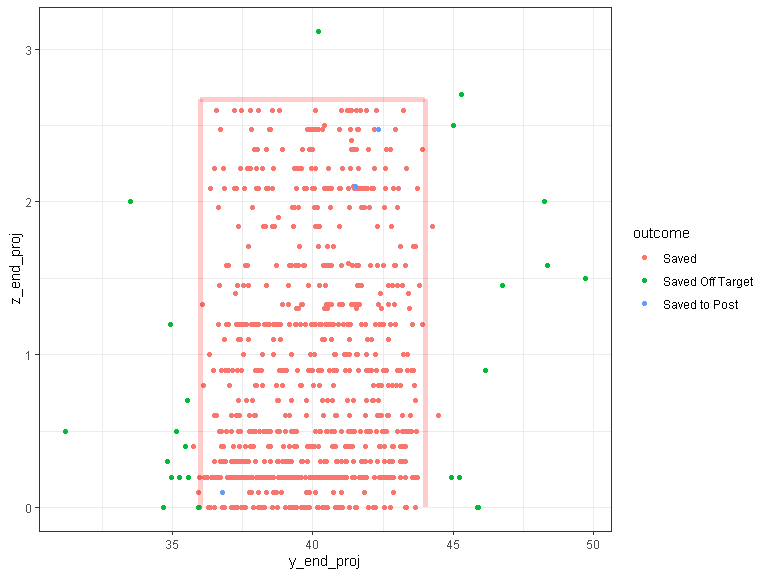 3
2
1
0
z_end_proj
35
40
45
50
y_end_proj
outcome
Saved
Saved Off Target
Saved to Post